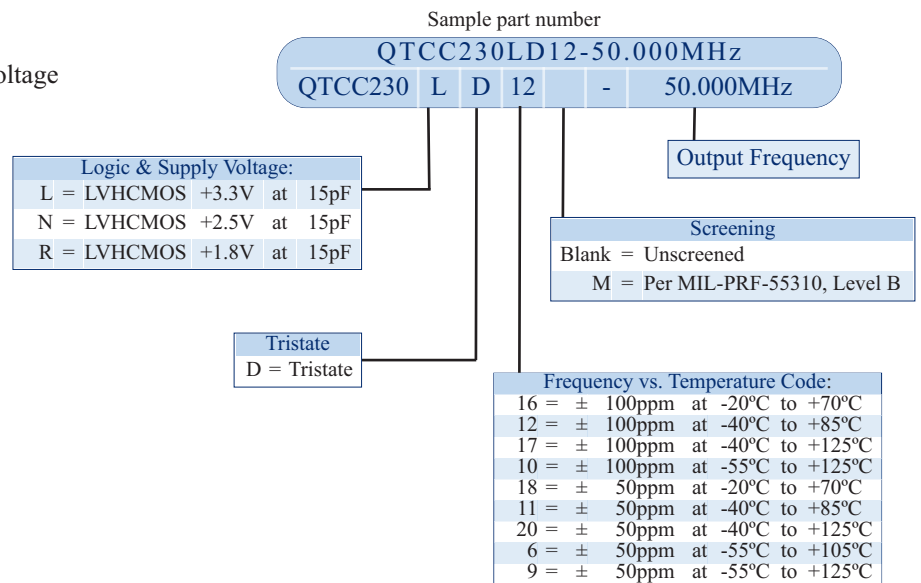 Sample part number
QTCC230LD12-50.000MHz
oltage
QTCC230 L D 12 - 50.000MHz
Output Frequency
Logic & Supply Voltage:
L = LVHCMOS +3.3V at 15pF
N = LVHCMOS +2.5V at 15pF
R = LVHCMOS +1.8V at 15pF
Screening
Blank = Unscreened
M = Per MIL-PRF-55310, Level B
Tristate
D = Tristate
Frequency vs. Temperature Code:
16 = ± 100ppm at -20ºC to +70ºC
12 = ± 100ppm at -40ºC to +85ºC
17 = ± 100ppm at -40ºC to +125ºC
10 = ± 100ppm at -55ºC to +125ºC
18 = ± 50ppm at -20ºC to +70ºC
11 = ± 50ppm at -40ºC to +85ºC
20 = ± 50ppm at -40ºC to +125ºC
6 = ± 50ppm at -55ºC to +105ºC
9 = ± 50ppm at -55ºC to +125ºC